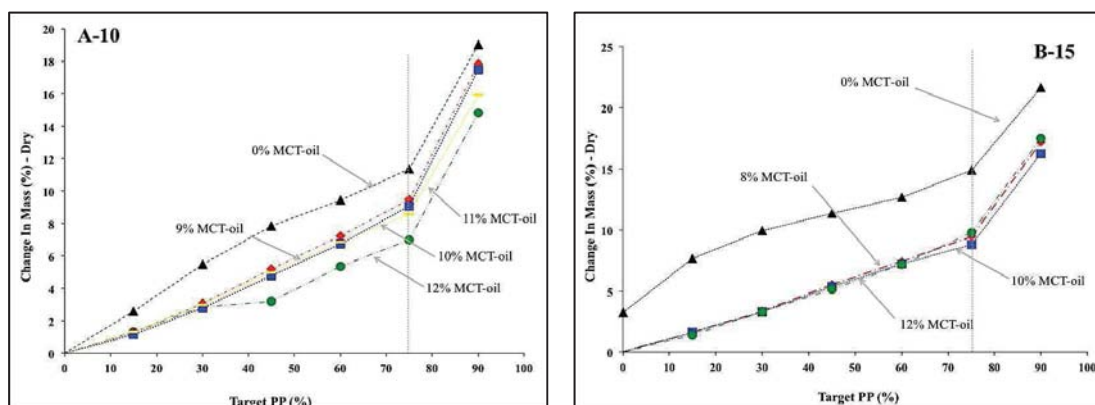 A-10
Change In Mass (%) - Dry
20
18
16
14
12
10
8
6
4
2
0
0% MCT-oil
9% MCT-oil
11% MCT-oil
10% MCT-oil
12% MCT-oil
0 10 20 30 40 50 60 70 80 90 100
Target PP (%)
B-15
Change In Mass (%) - Dry
25
20
15
10
5
0
0% MCT-oil
8% MCT-oil
10% MCT-oil
12% MCT-oil
0 10 20 30 40 50 60 70 80 90 100
Target PP (%)